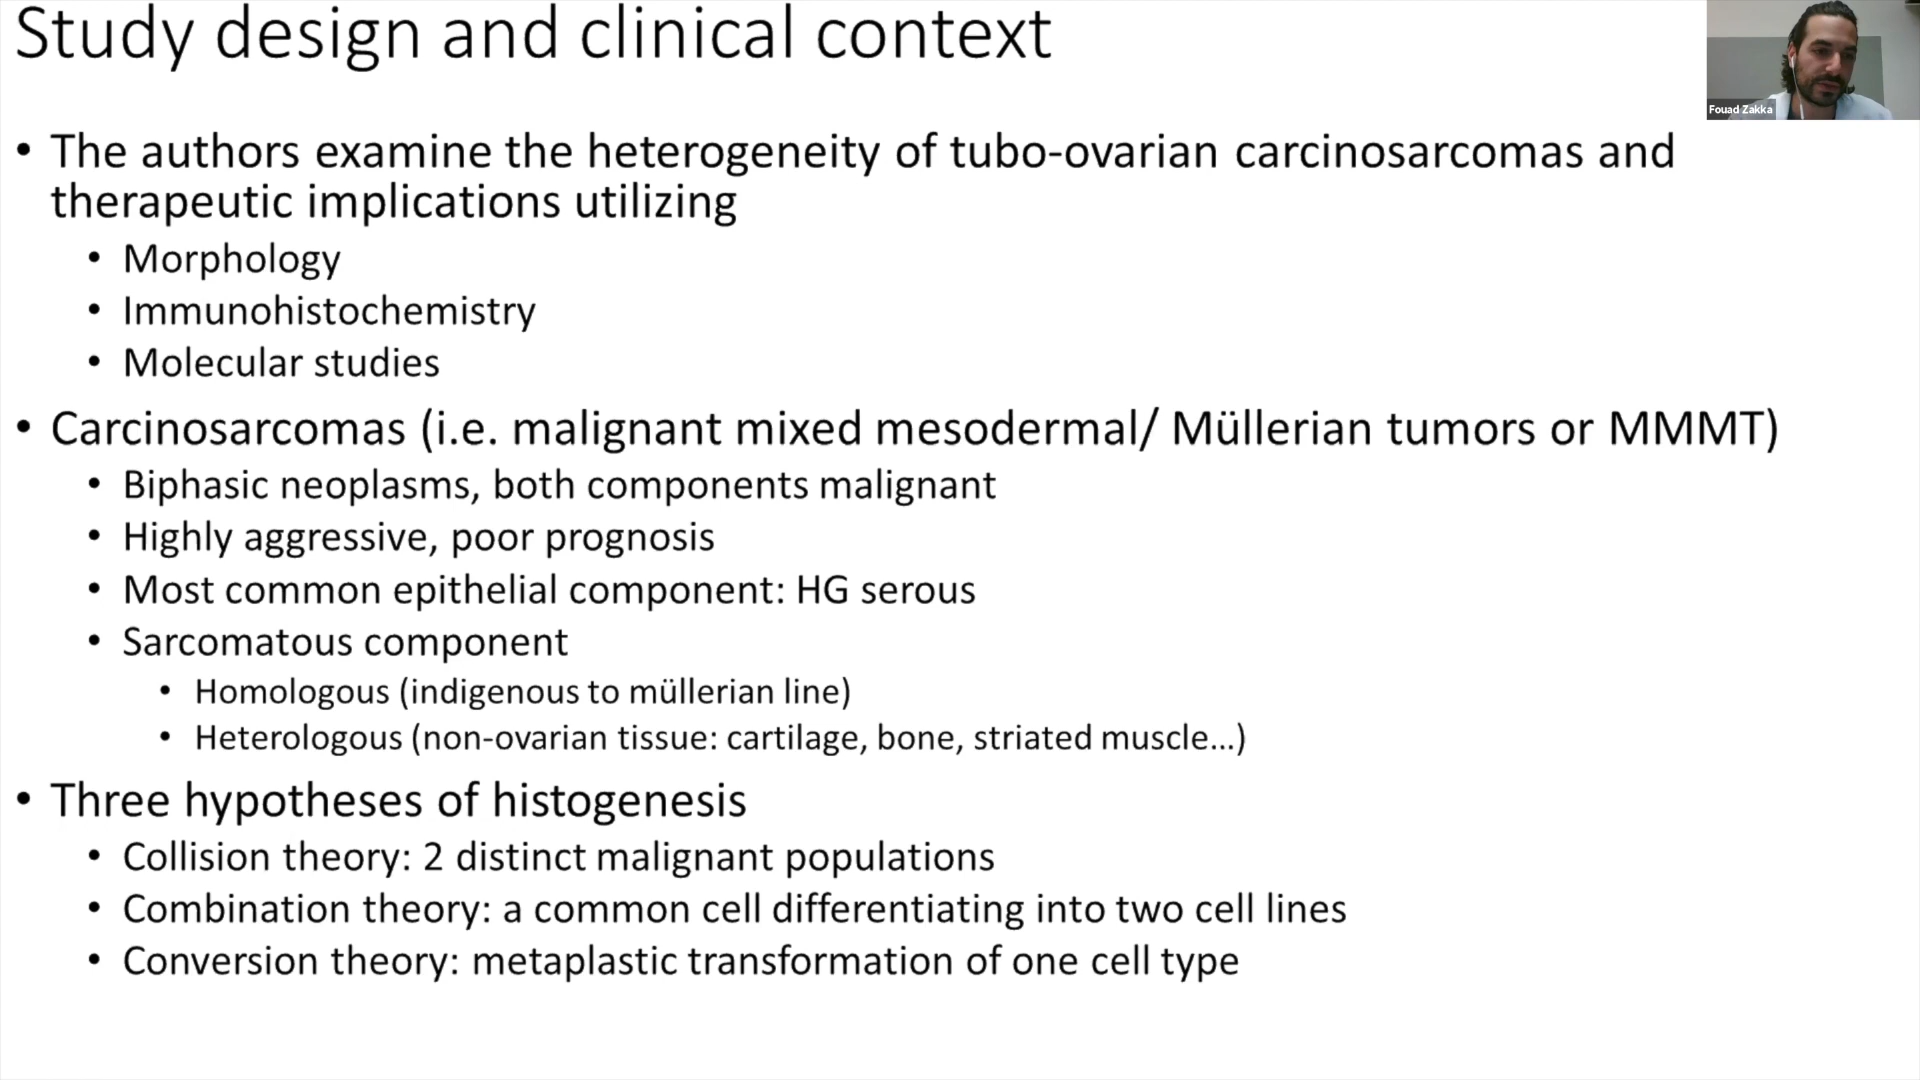 Study design and clinical context
Fouad Zakka
• The authors examine the heterogeneity of tubo-ovarian carcinosarcomas and
therapeutic implications utilizing
• Morphology
• Immunohistochemistry
• Molecular studies
• Carcinosarcomas (i.e. malignant mixed mesodermal/ Müllerian tumors or MMMT)
• Biphasic neoplasms, both components malignant
• Highly aggressive, poor prognosis
• Most common epithelial component: HG serous
• Sarcomatous component
• Homologous (indigenous to müllerian line)
• Heterologous (non-ovarian tissue: cartilage, bone, striated muscle...)
• Three hypotheses of histogenesis
• Collision theory: 2 distinct malignant populations
• Combination theory: a common cell differentiating into two cell lines
• Conversion theory: metaplastic transformation of one cell type